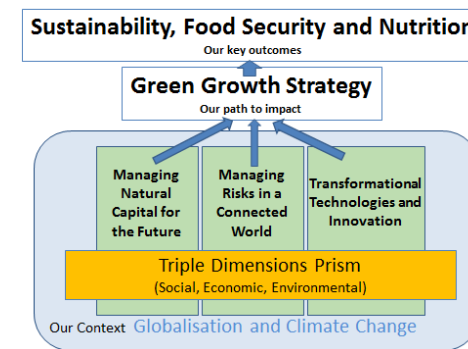 Sustainability, Food Security and Nutrition
Our key outcomes
Green Growth Strategy
Our path to impact
Managing
Natural
Capital for
the Future
Managing
Risks in a
Connected
World
Transformational
Technologies and
Innovation
Triple Dimensions Prism
(Social, Economic, Environmental)
Our Context Globalisation and Climate Change